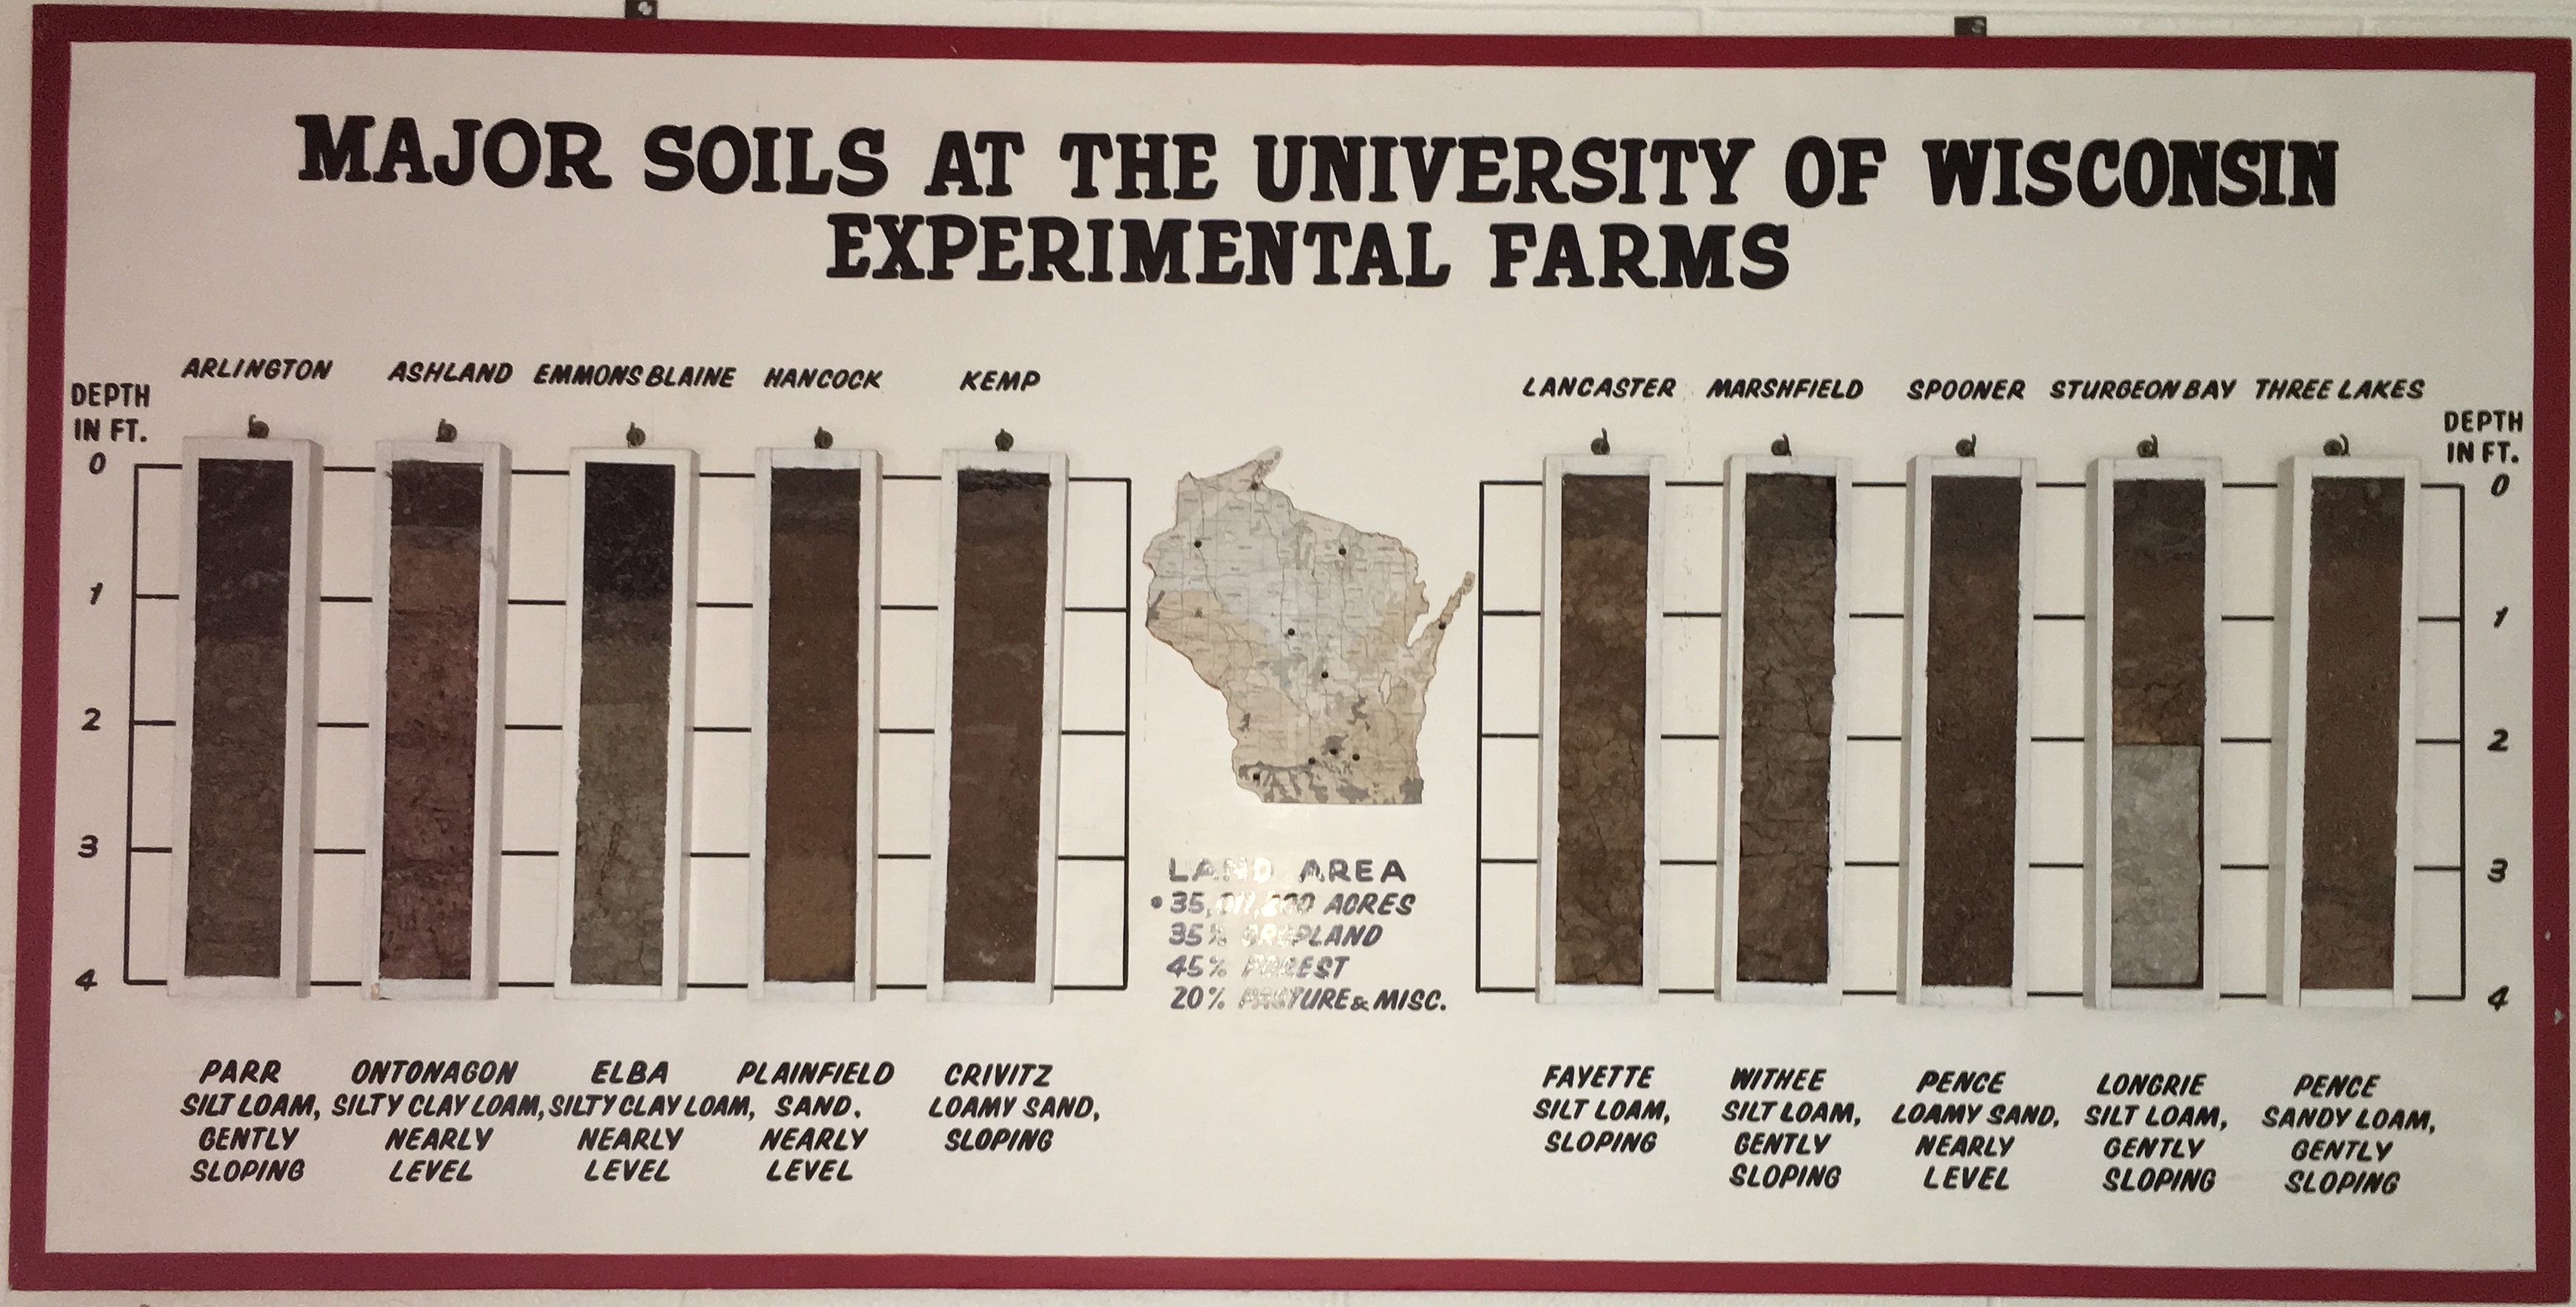 MAJOR SOILS AT THE UNIVERSITY OF WISCONSIN
EXPERIMENTAL FARMS
ARLINGTON ASHLAND EMMONS BLAINE HANCOCK KEMP
LANCASTER MARSHFIELD SPOONER STURGEON BAY THREE LAKES
DEPTH
IN FT.
0
1
2
3
4
DEPTH
IN FT.
0
1
2
3
4
LAND AREA
• 35, ACRES
35% CROPLAND
45% FOREST
20% PASTURE & MISC.
PARR
SILT LOAM,
GENTLY
SLOPING
ONTONAGON
SILTY CLAY LOAM,
NEARLY
LEVEL
ELBA
SILTY CLAY LOAM,
NEARLY
LEVEL
PLAINFIELD
SAND.
NEARLY
LEVEL
CRIVITZ
LOAMY SAND,
SLOPING
FAYETTE
SILT LOAM,
SLOPING
WITHEE
SILT LOAM,
GENTLY
SLOPING
PENCE
LOAMY SAND,
NEARLY
LEVEL
LONGRIE
SILT LOAM,
GENTLY
SLOPING
PENCE
SANDY LOAM,
GENTLY
SLOPING